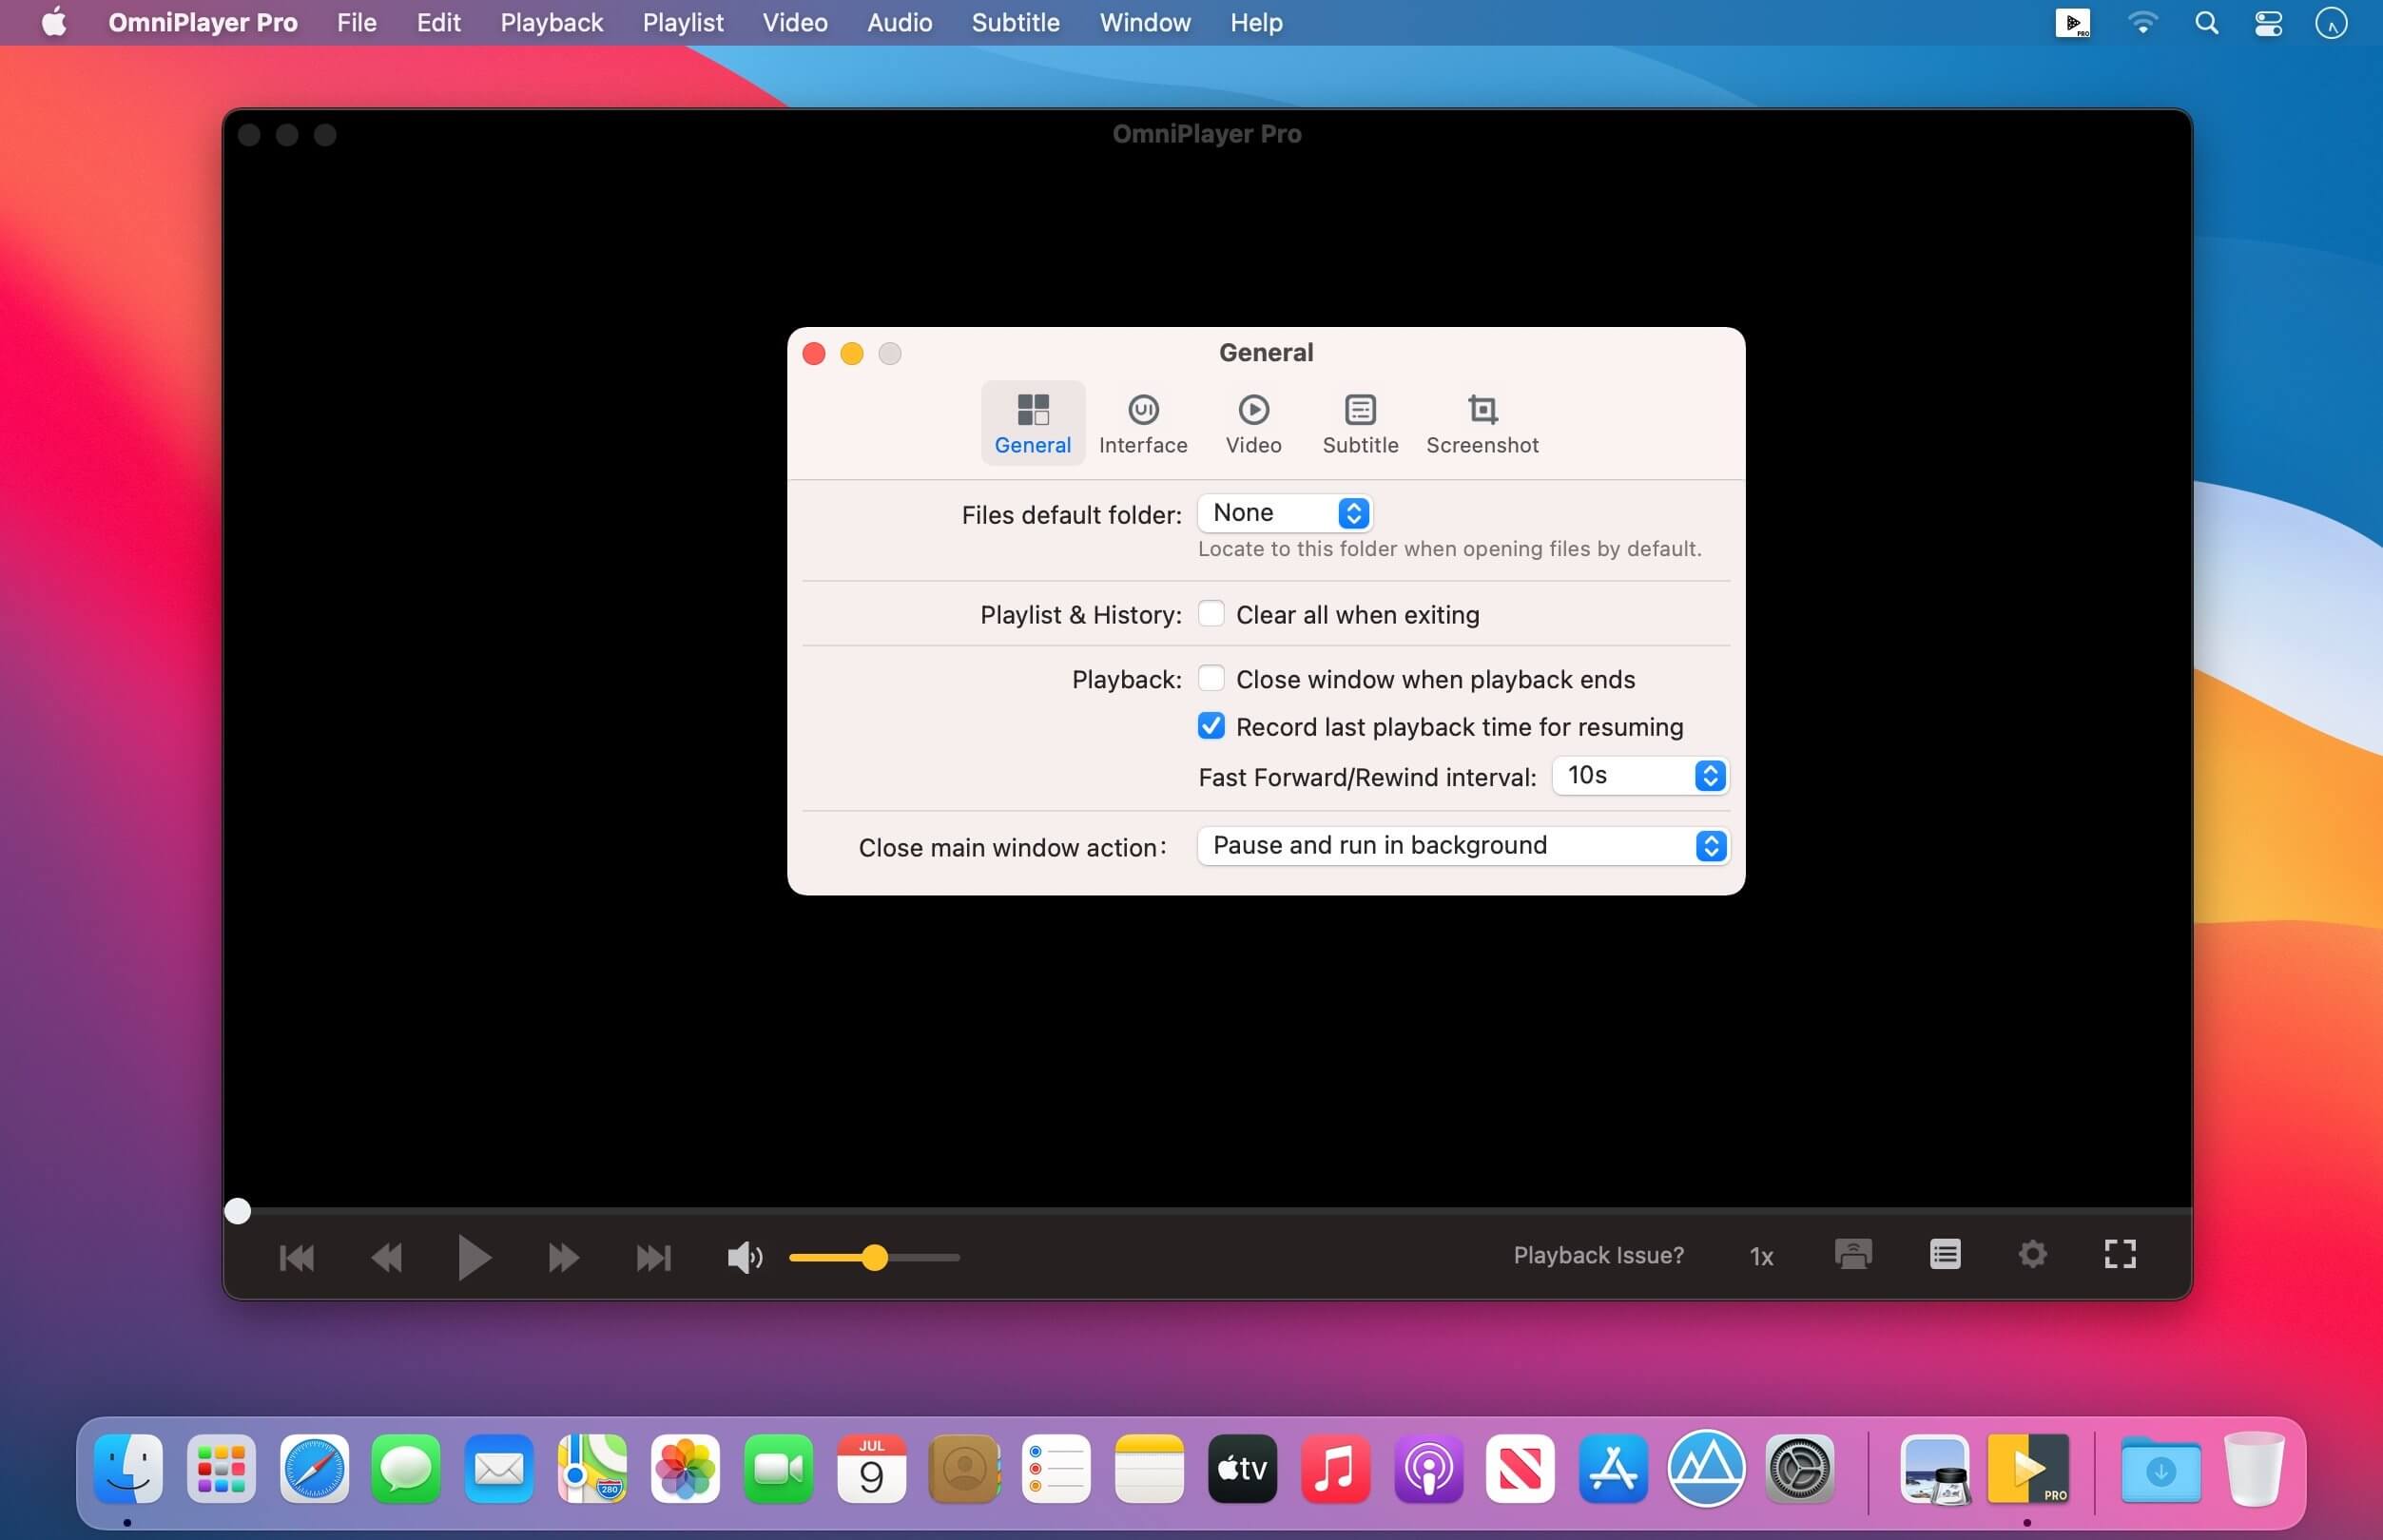 OmniPlayer Pro File Edit Playback Playlist Video Audio Subtitle Window Help
PRO
OmniPlayer Pro
General
UI
General Interface Video Subtitle Screenshot
Files default folder: None
Locate to this folder when opening files by default.
Playlist & History: Clear all when exiting
Playback: Close window when playback ends
Record last playback time for resuming
Fast Forward/Rewind interval: 10s
Close main window action: Pause and run in background
Playback Issue? 1x
JUL
9
280
tv
PRO